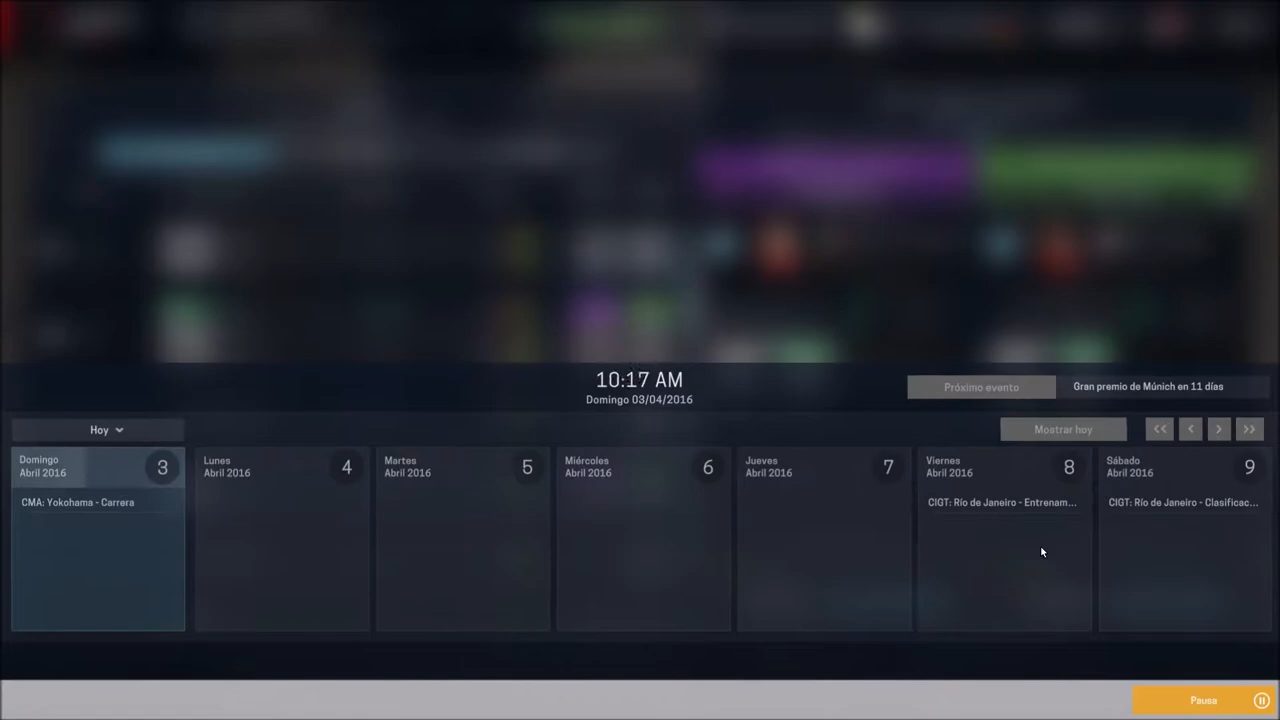 10:17 AM
Domingo 03/04/2016
Próximo evento
Gran premio de Múnich en 11 días
Hoy
Mostrar hoy
Domingo
Abril 2016
3
Lunes
Abril 2016
4
Martes
Abril 2016
5
Miércoles
Abril 2016
6
Jueves
Abril 2016
7
Viernes
Abril 2016
8
Sábado
Abril 2016
9
CMA: Yokohama - Carrera
CIGT: Río de Janeiro - Entrenam...
CIGT: Río de Janeiro - Clasificac...
Pausa